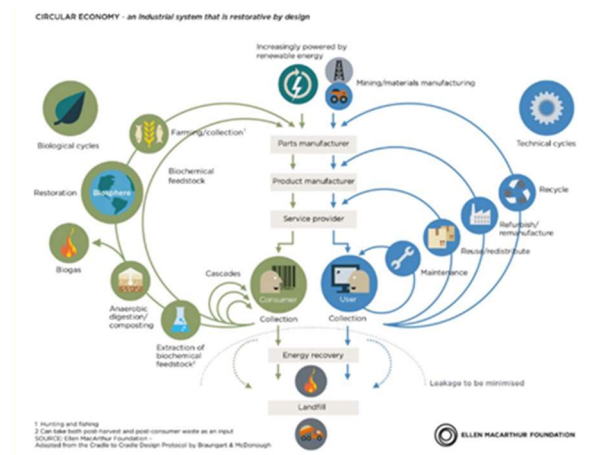 CIRCULAR ECONOMY - an industrial system that is restorative by design
Increasingly powered by
renewable energy
Mining/materials manufacturing
Biological cycles
Farming/collection¹
Parts manufacturer
Technical cycles
Biochemical
feedstock
Product manufacturer
Restoration
Biosphere
Recycle
Service provider
Refurbish/
remanufacture
Reuse/redistribute
Biogas
Maintenance
Cascades
Consumer
User
Anaerobic
digestion/
composting
Collection
Collection
Extraction of
biochemical
feedstock²
Energy recovery
Leakage to be minimised
Landfill
1 Hunting and fishing
2 Can take both post-harvest and post-consumer waste as an input
SOURCE: Ellen MacArthur Foundation -
Adapted from the Cradle to Cradle Design Protocol by Braungart & McDonough
ELLEN MACARTHUR FOUNDATION